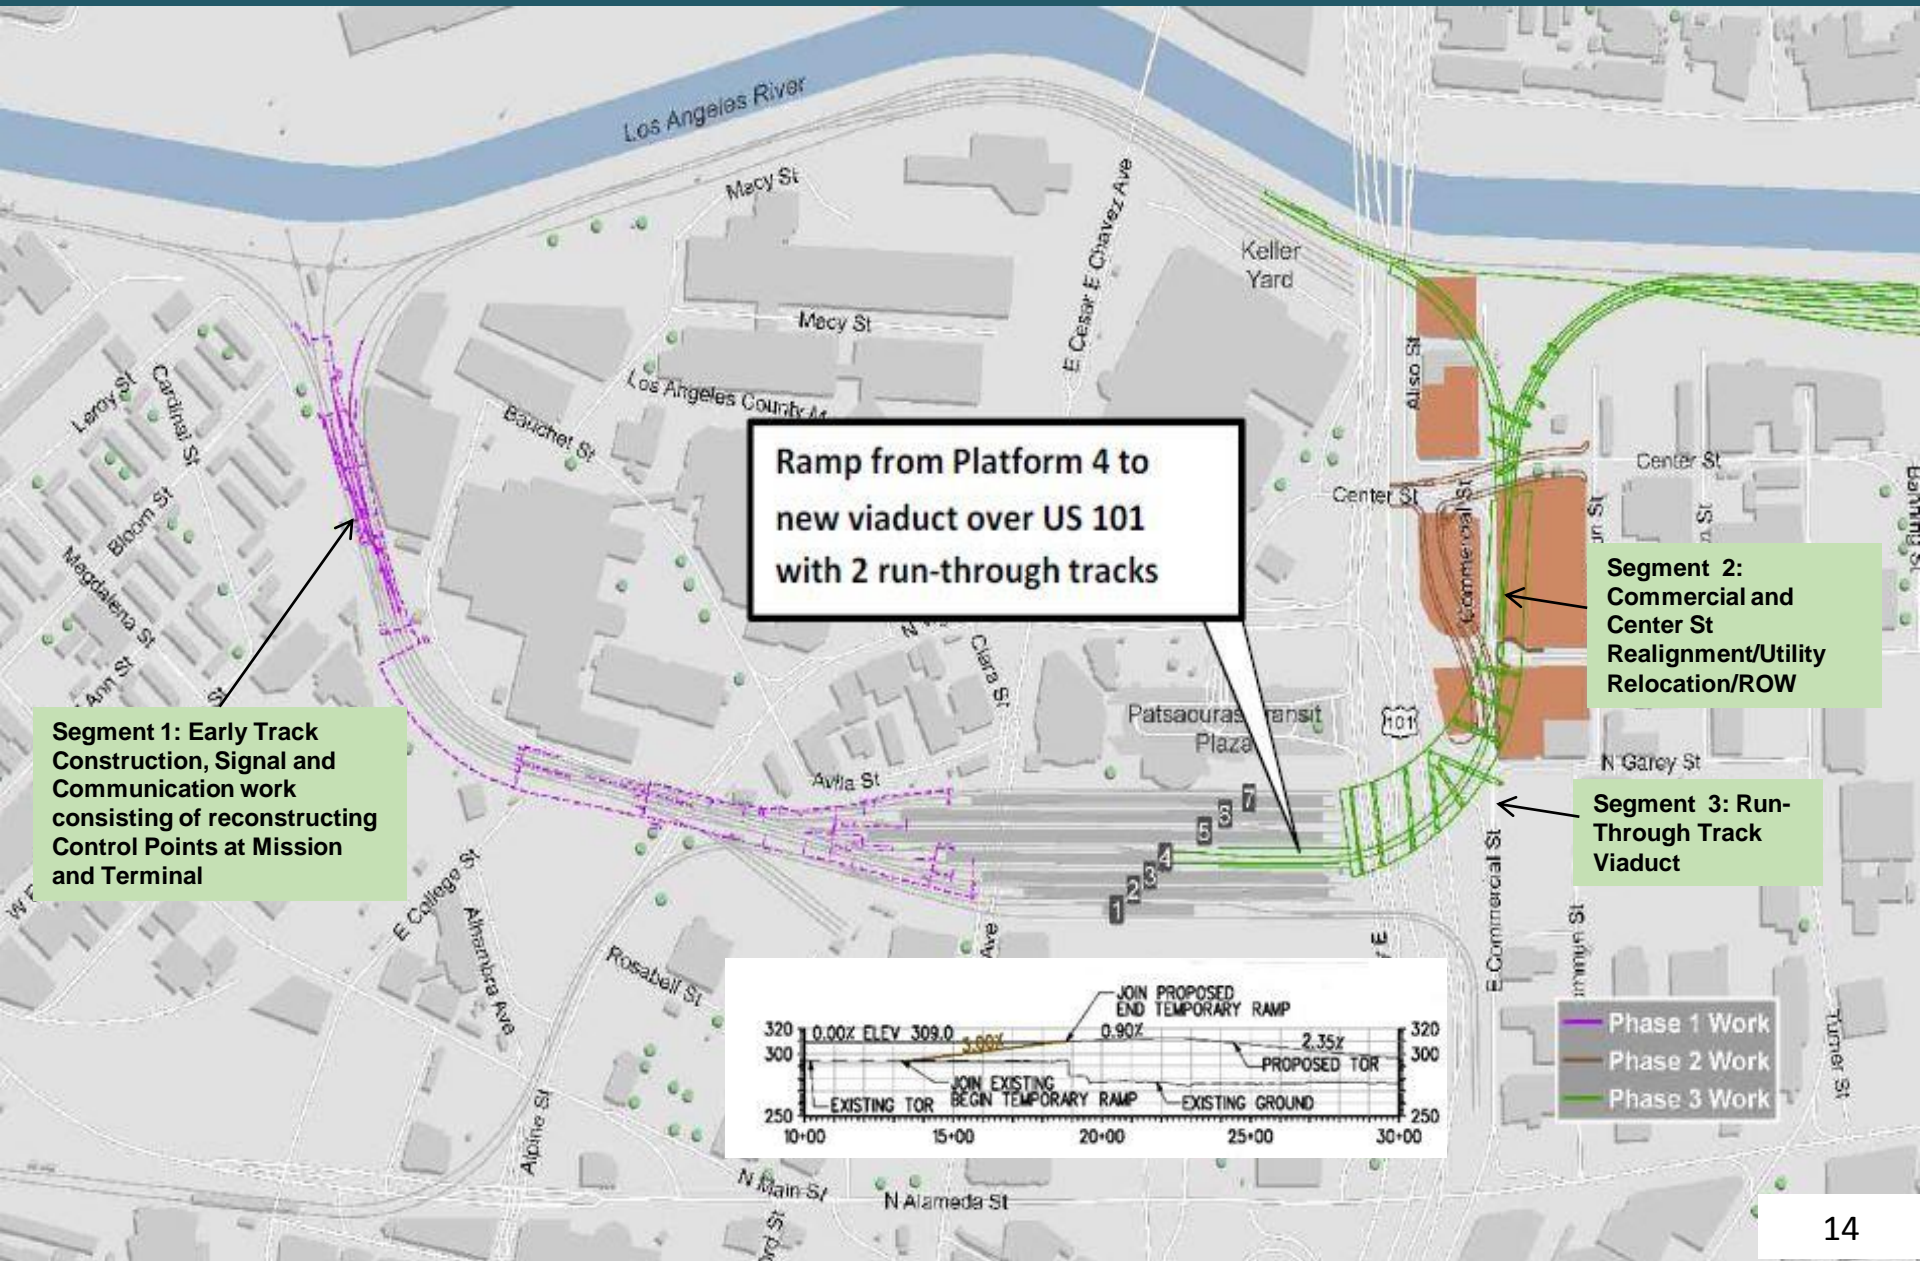 Los Angeles River
Macy St
E Cesar E Chavez Ave
Keller
Yard
Macy St
Leroy St
Cardinal St
Los Angeles County
Aliso St
Bauchet St
Ramp from Platform 4 to
new viaduct over US 101
with 2 run-through tracks
Center St
Center St
Commercial St
Banning St
Bloom St
Magdalena St
Ann St
Segment 2:
Commercial and
Center St
Realignment/Utility
Relocation/ROW
Clara St
Patsaouras Transit
Plaza
101
Segment 1: Early Track
Construction, Signal and
Communication work
consisting of reconstructing
Control Points at Mission
and Terminal
Avila St
N Garey St
Segment 3: Run-
Through Track
Viaduct
7
6
5
4
3
2
1
E College St
Alhambra Ave
Rosabell St
Ave
E Commercial St
JOIN PROPOSED
END TEMPORARY RAMP
320
0.00% ELEV 309.0
3.00%
0.90%
2.35%
320
300
300
PROPOSED TOR
JOIN EXISTING
BEGIN TEMPORARY RAMP
EXISTING TOR
EXISTING GROUND
250
250
10+00
15+00
20+00
25+00
30+00
Phase 1 Work
Phase 2 Work
Phase 3 Work
Turner St
Alpine St
N Main St
N Alameda St
14